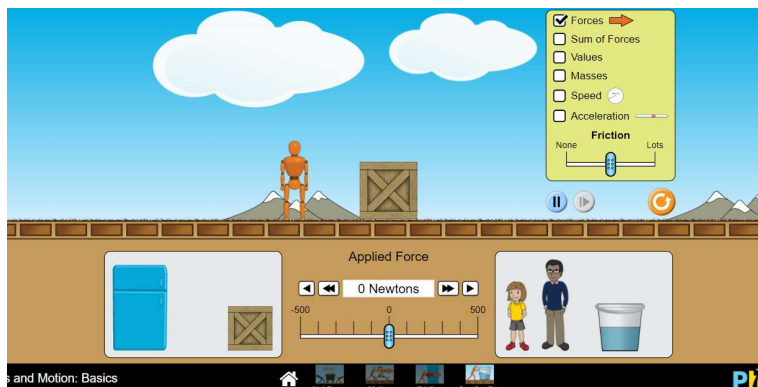 Forces
Sum of Forces
Values
Masses
Speed
Acceleration
Friction
None Lots
Applied Force
0 Newtons
-500 0 500
s and Motion: Basics